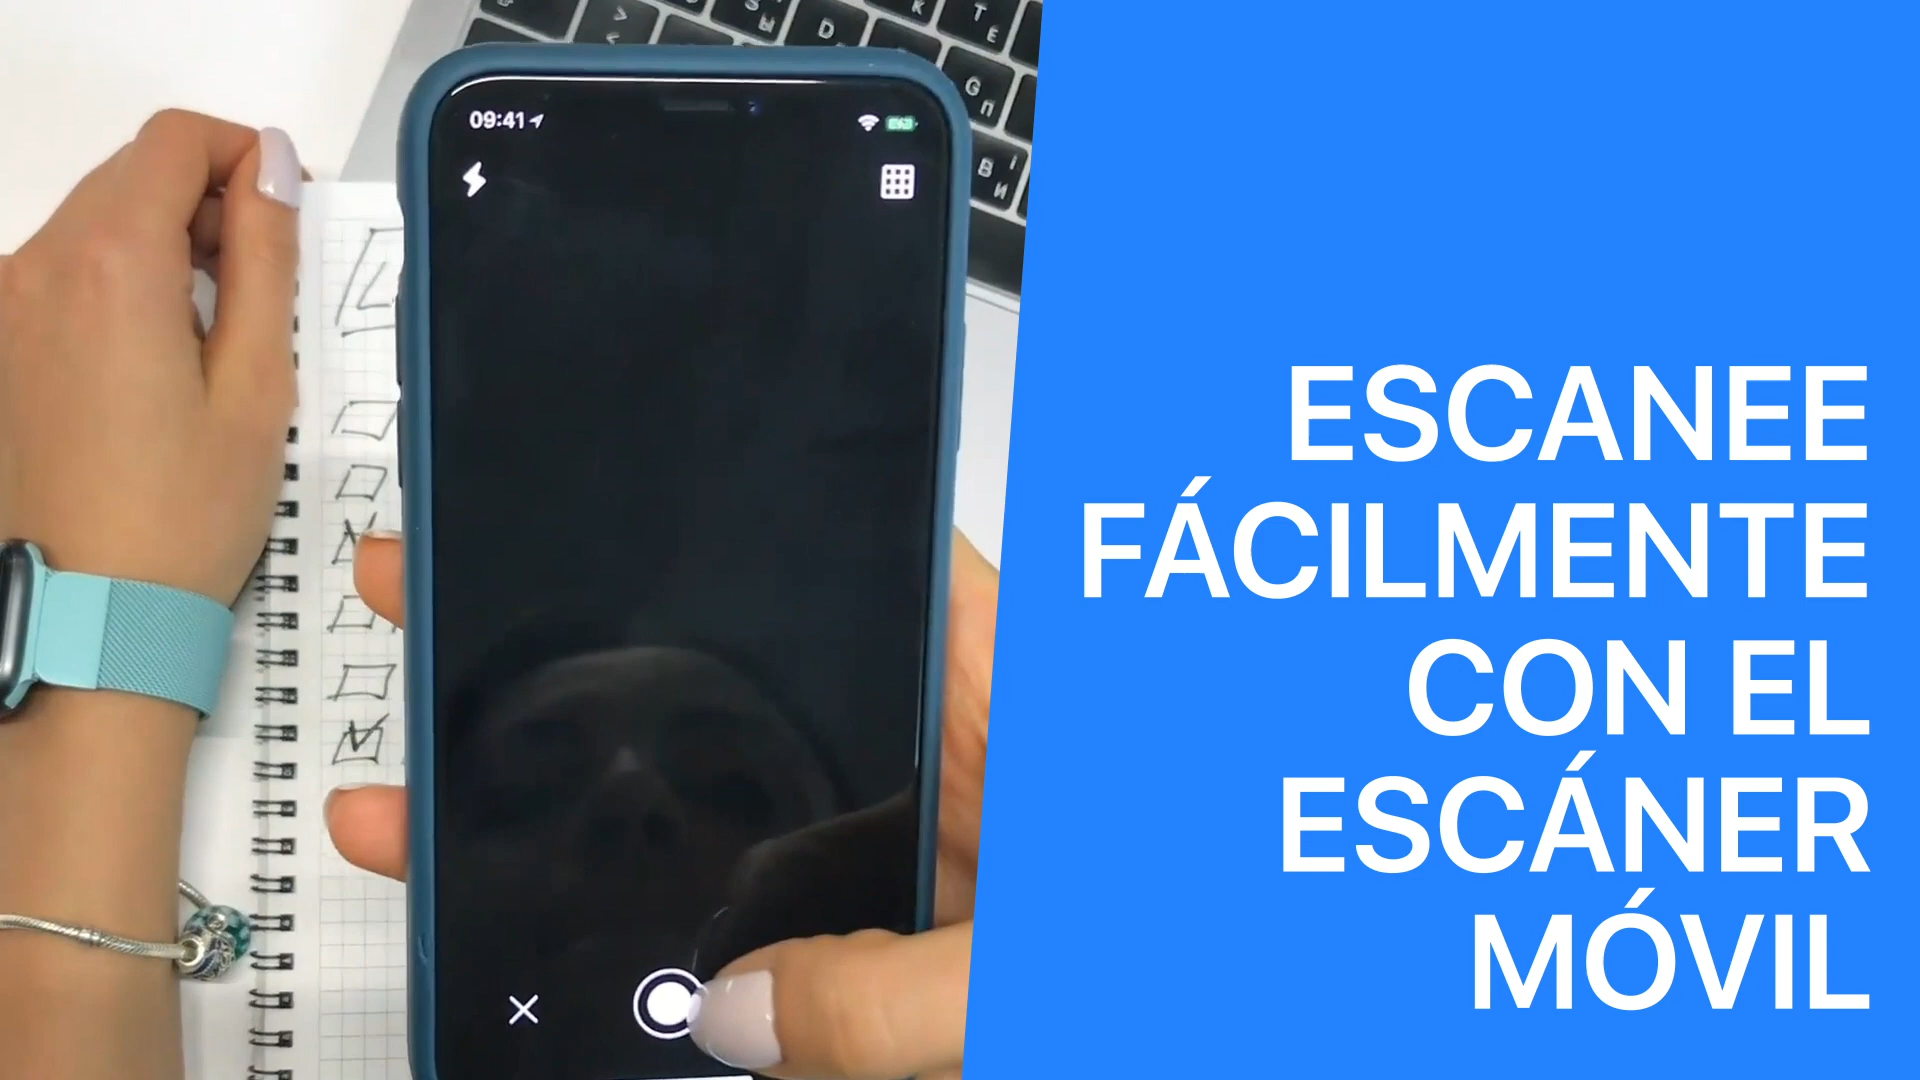 09:41
K
T
Ё
D
G
П
В
И
І
Ы
ESCANEE
FÁCILMENTE
CON EL
ESCÁNER
MÓVIL